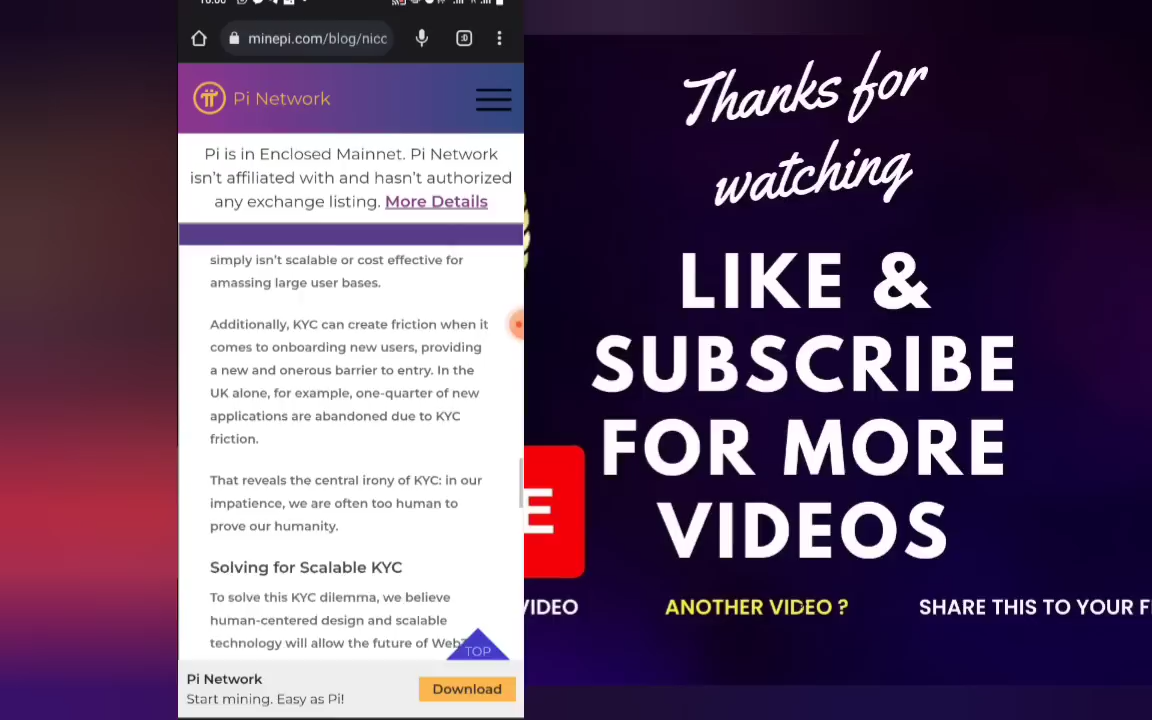 minepi.com/blog/nicc
:D
Pi Network
Pi is in Enclosed Mainnet. Pi Network
isn't affiliated with and hasn't authorized
any exchange listing. More Details
simply isn't scalable or cost effective for
amassing large user bases.
Additionally, KYC can create friction when it
comes to onboarding new users, providing
a new and onerous barrier to entry. In the
UK alone, for example, one-quarter of new
applications are abandoned due to KYC
friction.
That reveals the central irony of KYC: in our
impatience, we are often too human to
prove our humanity.
Solving for Scalable KYC
To solve this KYC dilemma, we believe
human-centered design and scalable
technology will allow the future of Web
TOP
Pi Network
Start mining. Easy as Pi!
Download
Thanks for
watching
LIKE &
SUBSCRIBE
FOR MORE
VIDEOS
E
VIDEO
ANOTHER VIDEO ?
SHARE THIS TO YOUR F